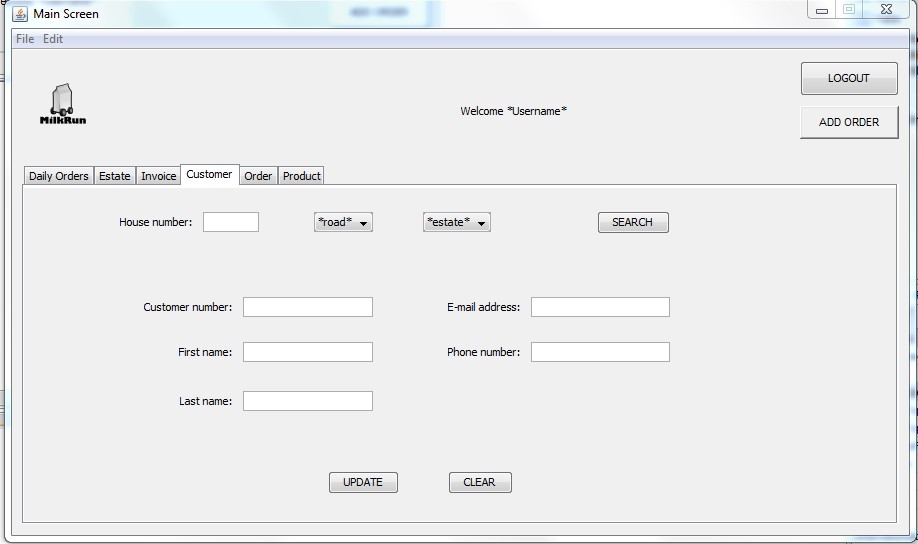 Main Screen
File Edit
LOGOUT
MilkRun
Welcome *Username*
ADD ORDER
Daily Orders Estate Invoice Customer Order Product
House number: *road* *estate* SEARCH
Customer number: E-mail address:
First name: Phone number:
Last name:
UPDATE CLEAR